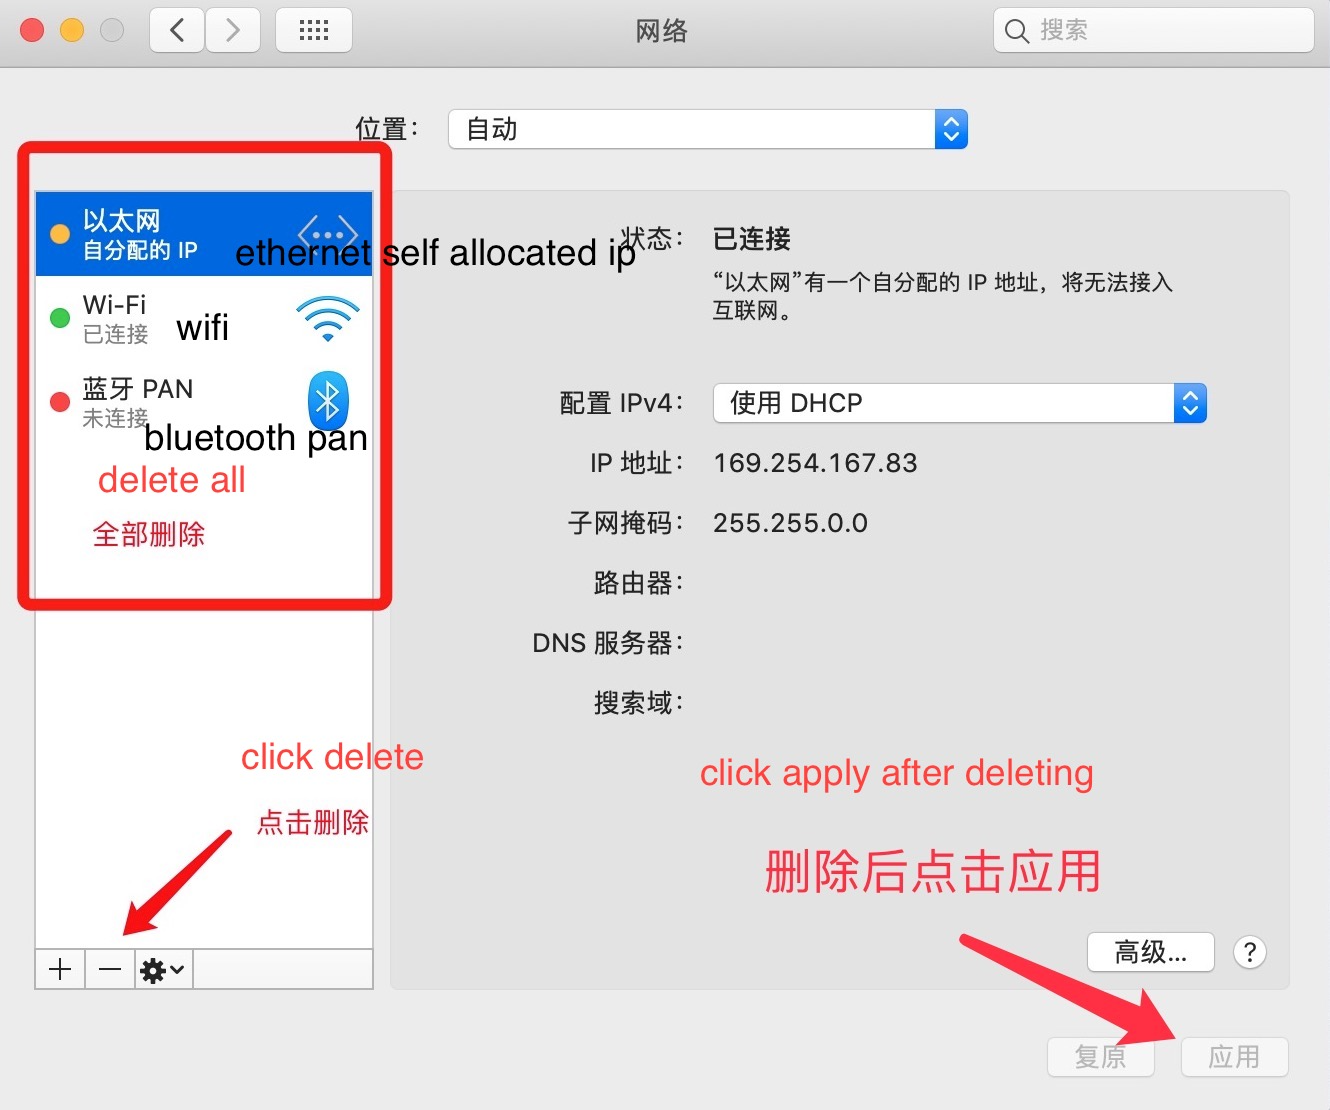 网络
搜索
位置：
自动
以太网
自分配的 IP
ethernet self allocated ip
状态：
已连接
“以太网”有一个自分配的 IP 地址，将无法接入
互联网。
Wi-Fi
已连接
wifi
蓝牙 PAN
未连接
bluetooth pan
delete all
全部删除
配置 IPv4：
使用 DHCP
IP 地址：
169.254.167.83
子网掩码：
255.255.0.0
路由器：
DNS 服务器：
搜索域：
click delete
点击删除
click apply after deleting
删除后点击应用
高级...
?
复原
应用